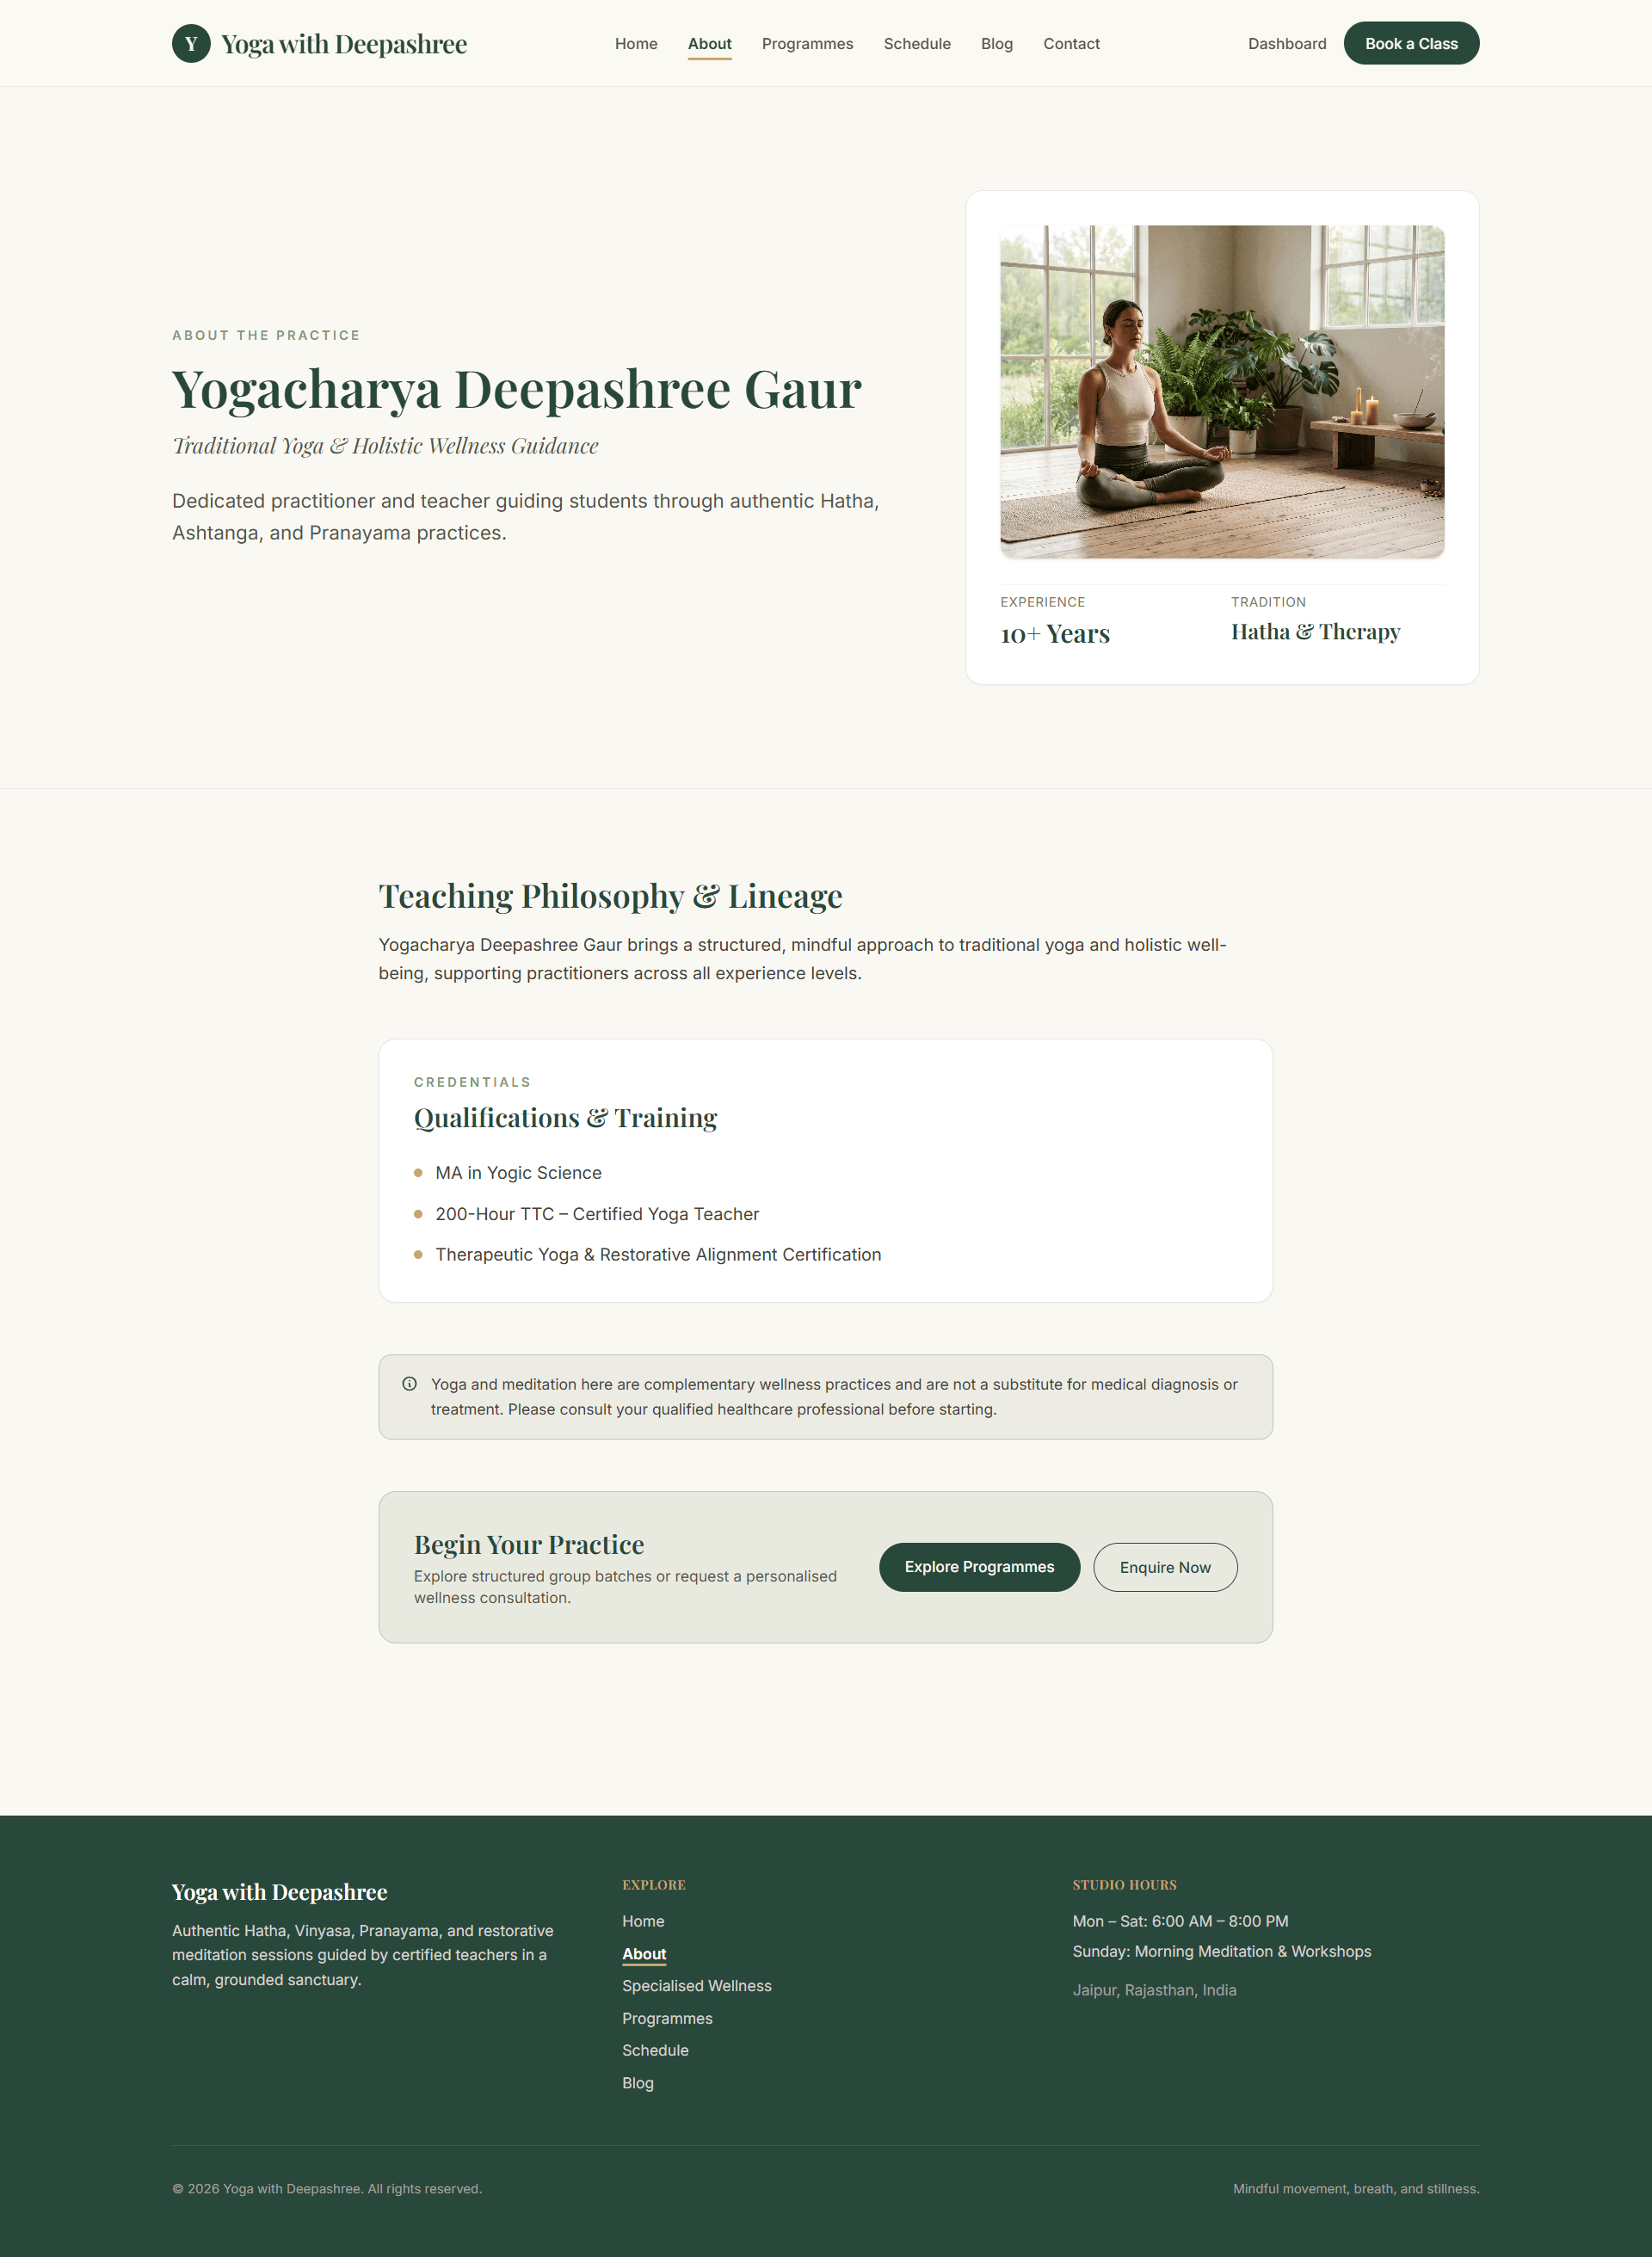 Y Yoga with Deepashree
Home About Programmes Schedule Blog Contact
Dashboard Book a Class
ABOUT THE PRACTICE
Yogacharya Deepashree Gaur
Traditional Yoga & Holistic Wellness Guidance
Dedicated practitioner and teacher guiding students through authentic Hatha,
Ashtanga, and Pranayama practices.
EXPERIENCE
10+ Years
TRADITION
Hatha & Therapy
Teaching Philosophy & Lineage
Yogacharya Deepashree Gaur brings a structured, mindful approach to traditional yoga and holistic well-
being, supporting practitioners across all experience levels.
CREDENTIALS
Qualifications & Training
MA in Yogic Science
200-Hour TTC – Certified Yoga Teacher
Therapeutic Yoga & Restorative Alignment Certification
Yoga and meditation here are complementary wellness practices and are not a substitute for medical diagnosis or
treatment. Please consult your qualified healthcare professional before starting.
Begin Your Practice
Explore structured group batches or request a personalised
wellness consultation.
Explore Programmes
Enquire Now
Yoga with Deepashree
Authentic Hatha, Vinyasa, Pranayama, and restorative
meditation sessions guided by certified teachers in a
calm, grounded sanctuary.
EXPLORE
Home
About
Specialised Wellness
Programmes
Schedule
Blog
STUDIO HOURS
Mon – Sat: 6:00 AM – 8:00 PM
Sunday: Morning Meditation & Workshops
Jaipur, Rajasthan, India
© 2026 Yoga with Deepashree. All rights reserved.
Mindful movement, breath, and stillness.